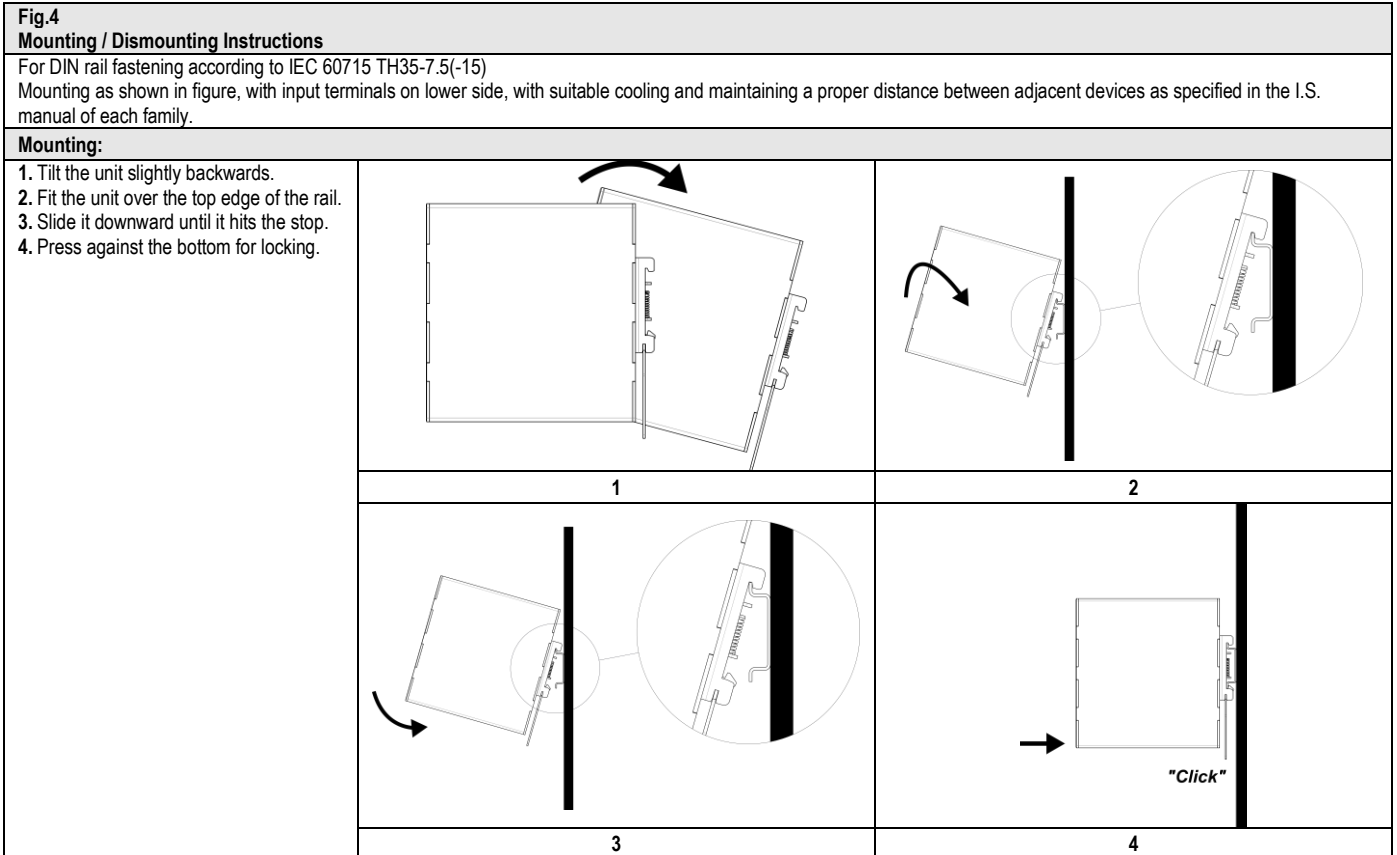 Fig.4
Mounting / Dismounting Instructions
For DIN rail fastening according to IEC 60715 TH35-7.5(-15)
Mounting as shown in figure, with input terminals on lower side, with suitable cooling and maintaining a proper distance between adjacent devices as specified in the I.S.
manual of each family.
Mounting:
1. Tilt the unit slightly backwards.
2. Fit the unit over the top edge of the rail.
3. Slide it downward until it hits the stop.
4. Press against the bottom for locking.
1
2
"Click"
3
4